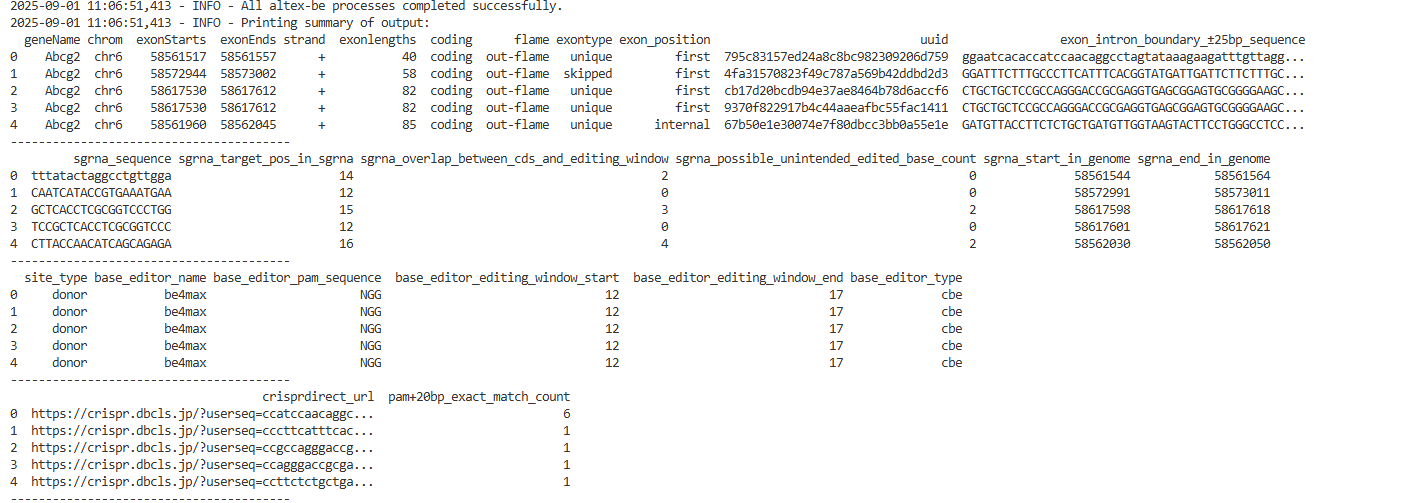 2025-09-01 11:06:51,413 - INFO - All altex-be processes completed successfully.
2025-09-01 11:06:51,413 - INFO - Printing summary of output:
geneName chrom exonStarts exonEnds strand exonlengths coding flame exontype exon_position uuid exon_intron_boundary_±25bp_sequence
0 Abcg2 chr6 58561517 58561557 + 40 coding out-flame unique first 795c83157ed24a8c8bc982309206d759 ggaatcacaccatccaacaggcctagtataaagaagatttgttagg...
1 Abcg2 chr6 58572944 58573002 + 58 coding out-flame skipped first 4fa31570823f49c787a569b42ddbd2d3 GGATTTCTTTGCCCTTCATTTCACGGTATGATTGATTCTTCTTTGC...
2 Abcg2 chr6 58617530 58617612 + 82 coding out-flame unique first cb17d20bcdb94e37ae8464b78d6accf6 CTGCTGCTCCGCCAGGGACCGCGAGGTGAGCGGAGTGCGGGGAAGC...
3 Abcg2 chr6 58617530 58617612 + 82 coding out-flame unique first 9370f822917b4c44aaeafbc55fac1411 CTGCTGCTCCGCCAGGGACCGCGAGGTGAGCGGAGTGCGGGGAAGC...
4 Abcg2 chr6 58561960 58562045 + 85 coding out-flame unique internal 67b50e1e30074e7f80dbcc3bb0a55e1e GATGTTACCTTCTCTGCTGATGTTGGTAAGTACTTCCTGGGCCTCC...
----------------------------------------
sgrna_sequence sgrna_target_pos_in_sgrna sgrna_overlap_between_cds_and_editing_window sgrna_possible_unintended_edited_base_count sgrna_start_in_genome sgrna_end_in_genome
0 tttatactaggcctgttgga 14 2 0 58561544 58561564
1 CAATCATACCGTGAAATGAA 12 0 0 58572991 58573011
2 GCTCACCTCGCGGTCCCTGG 15 3 2 58617598 58617618
3 TCCGCTCACCTCGCGGTCCC 12 0 0 58617601 58617621
4 CTTACCAACATCAGCAGAGA 16 4 2 58562030 58562050
----------------------------------------
site_type base_editor_name base_editor_pam_sequence base_editor_editing_window_start base_editor_editing_window_end base_editor_type
0 donor be4max NGG 12 17 cbe
1 donor be4max NGG 12 17 cbe
2 donor be4max NGG 12 17 cbe
3 donor be4max NGG 12 17 cbe
4 donor be4max NGG 12 17 cbe
----------------------------------------
crisprdirect_url pam+20bp_exact_match_count
0 https://crispr.dbcls.jp/?userseq=ccatccaacaggc... 6
1 https://crispr.dbcls.jp/?userseq=cccttcatttcac... 1
2 https://crispr.dbcls.jp/?userseq=ccgccagggaccg... 1
3 https://crispr.dbcls.jp/?userseq=ccagggaccgcga... 1
4 https://crispr.dbcls.jp/?userseq=ccttctctgctga... 1
----------------------------------------